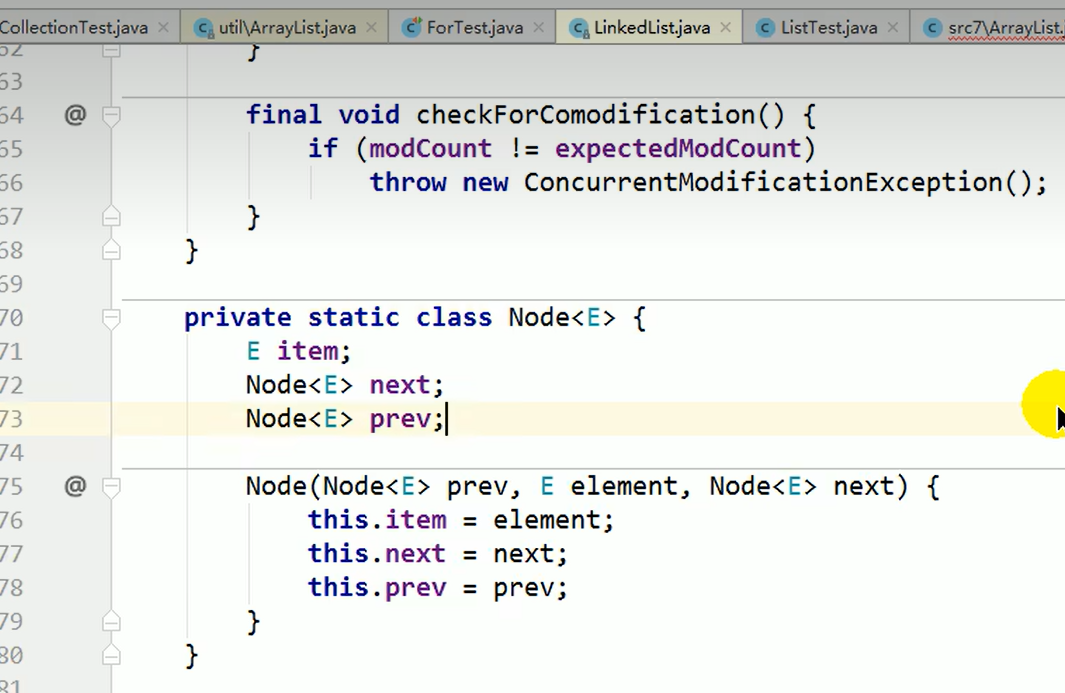 CollectionTest.java util\ArrayList.java ForTest.java LinkedList.java ListTest.java src7\ArrayList.
62 }
63
64 @ final void checkForComodification() {
65 if (modCount != expectedModCount)
66 throw new ConcurrentModificationException();
67 }
68 }
69
70 private static class Node<E> {
71 E item;
72 Node<E> next;
73 Node<E> prev;
74
75 @ Node(Node<E> prev, E element, Node<E> next) {
76 this.item = element;
77 this.next = next;
78 this.prev = prev;
79 }
80 }
81